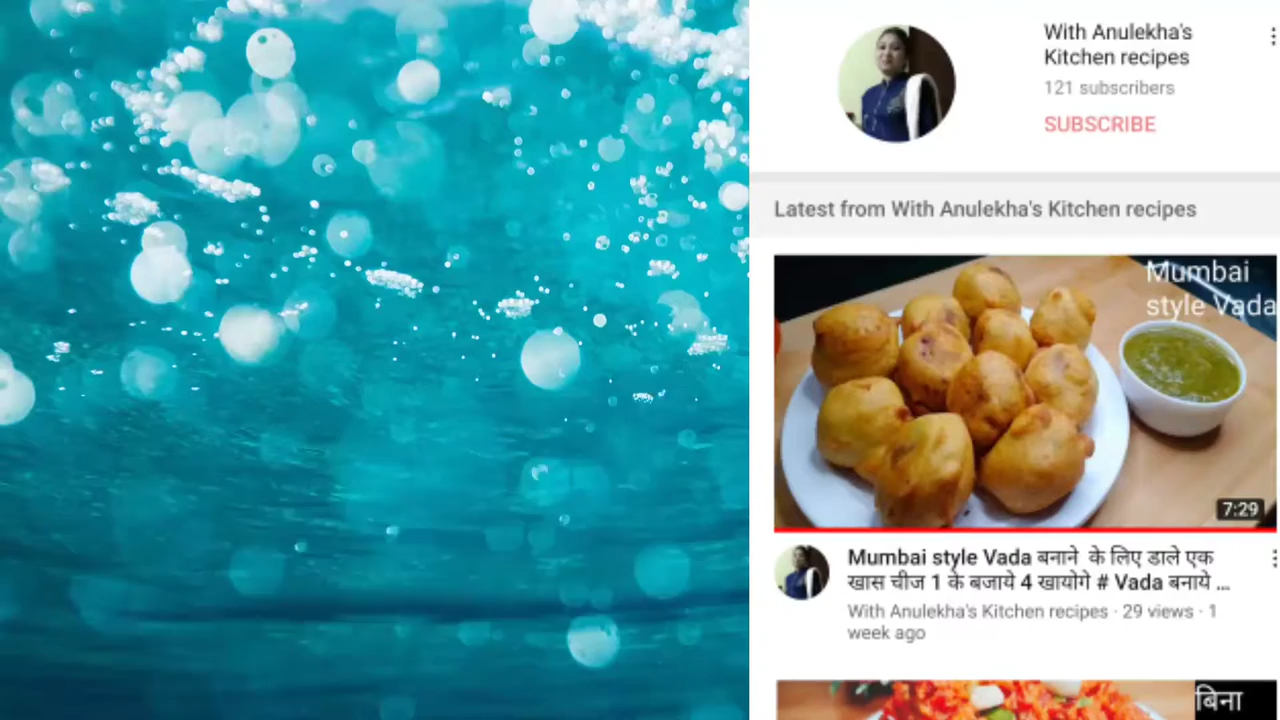 With Anulekha's
Kitchen recipes
121 subscribers
SUBSCRIBE
Latest from With Anulekha's Kitchen recipes
Mumbai
style Vada
7:29
Mumbai style Vada बनाने के लिए डाले एक
खास चीज 1 के बजाये 4 खायोगे # Vada बनाये ...
With Anulekha's Kitchen recipes · 29 views · 1
week ago
बिना